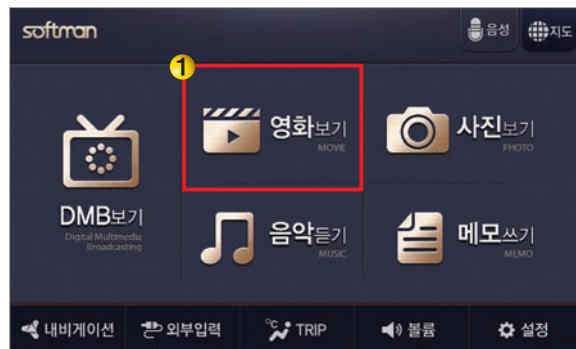 softman
음성
지도
1
영화보기
MOVIE
사진보기
PHOTO
DMB보기
Digital Multimedia
Broadcasting
음악듣기
MUSIC
메모쓰기
MEMO
내비게이션
외부입력
°C TRIP
볼륨
설정